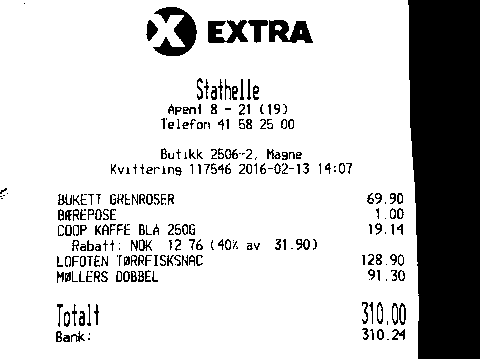 X EXTRA
Stathelle
Åpent 8 - 21 (19)
Telefon 41 58 25 00
Butikk 2506-2, Magne
Kvittering 117546 2016-02-13 14:07
BUKETT GRENROSER 69.90
BÆREPOSE 1.00
COOP KAFFE BLÅ 250G 19.14
Rabatt: NOK 12.76 (40% av 31.90)
LOFOTEN TØRRFISKSNAC 128.90
MØLLERS DOBBEL 91.30
Totalt 310.00
Bank: 310.24